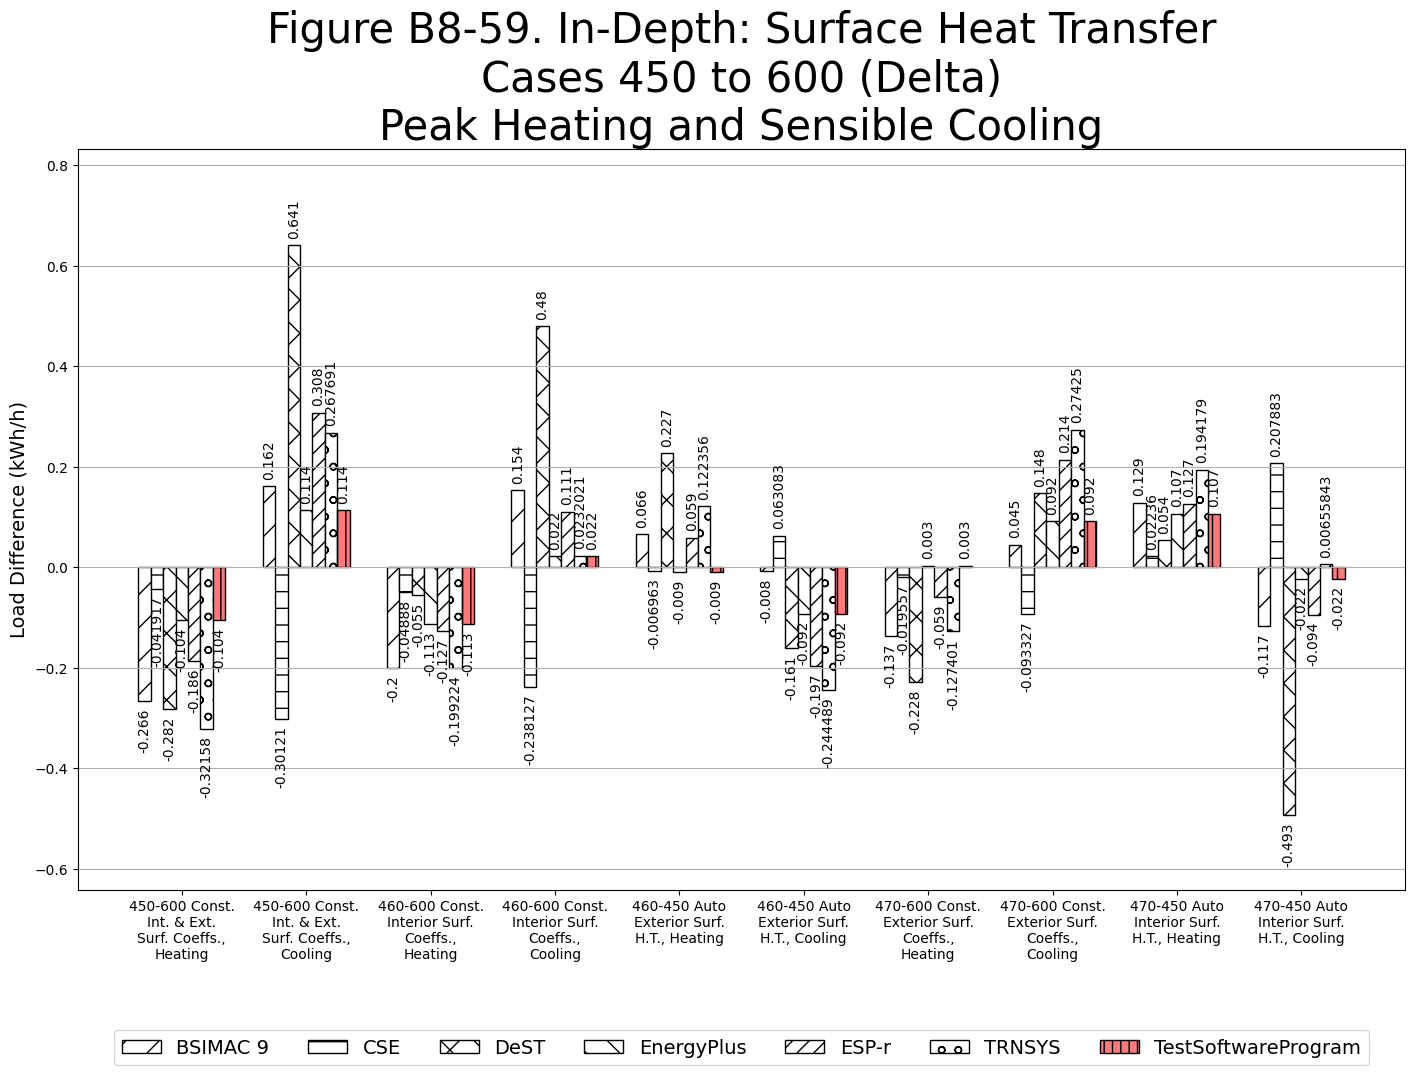 Figure B8-59. In-Depth: Surface Heat Transfer
Cases 450 to 600 (Delta)
Peak Heating and Sensible Cooling
Load Difference (kWh/h)
0.8
0.6
0.4
0.2
0.0
−0.2
−0.4
−0.6
-0.266
-0.041917
-0.282
-0.104
-0.186
-0.32158
-0.104
0.162
-0.30121
0.641
0.114
0.308
0.267691
0.114
-0.2
-0.04888
-0.055
-0.113
-0.127
-0.199224
-0.113
0.154
-0.238127
0.48
0.022
0.111
0.0232021
0.022
0.066
-0.006963
0.227
-0.009
0.059
0.122356
-0.009
-0.008
0.063083
-0.161
-0.092
-0.197
-0.244489
-0.092
-0.137
-0.019557
-0.228
0.003
-0.059
-0.127401
0.003
0.045
-0.093327
0.148
0.092
0.214
0.27425
0.092
0.129
0.02236
0.054
0.107
0.127
0.194179
0.107
-0.117
0.207883
-0.493
-0.022
-0.094
0.00655843
-0.022
450-600 Const.
Int. & Ext.
Surf. Coeffs.,
Heating
450-600 Const.
Int. & Ext.
Surf. Coeffs.,
Cooling
460-600 Const.
Interior Surf.
Coeffs.,
Heating
460-600 Const.
Interior Surf.
Coeffs.,
Cooling
460-450 Auto
Exterior Surf.
H.T., Heating
460-450 Auto
Exterior Surf.
H.T., Cooling
470-600 Const.
Exterior Surf.
Coeffs.,
Heating
470-600 Const.
Exterior Surf.
Coeffs.,
Cooling
470-450 Auto
Interior Surf.
H.T., Heating
470-450 Auto
Interior Surf.
H.T., Cooling
BSIMAC 9
CSE
DeST
EnergyPlus
ESP-r
TRNSYS
TestSoftwareProgram